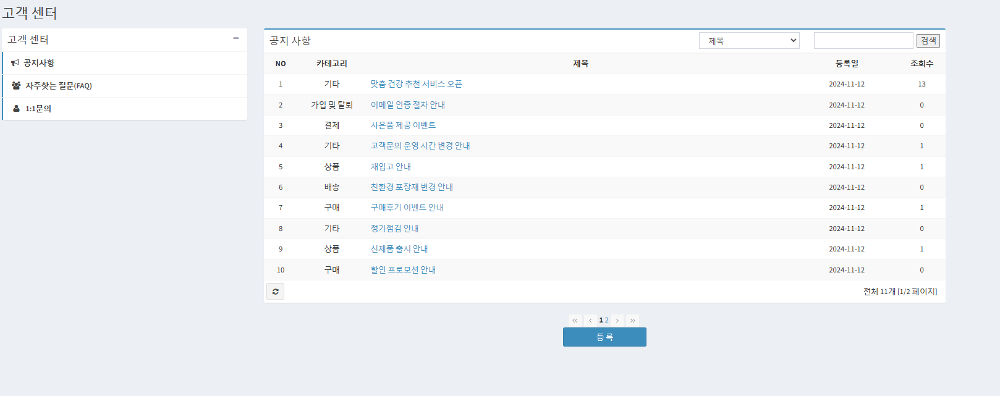 고객 센터
고객 센터
공지사항
자주찾는 질문(FAQ)
1:1문의
공지 사항 제목 검색
NO 카테고리 제목 등록일 조회수
1 기타 맞춤 건강 추천 서비스 오픈 2024-11-12 13
2 가입 및 탈퇴 이메일 인증 절차 안내 2024-11-12 0
3 결제 사은품 제공 이벤트 2024-11-12 0
4 기타 고객문의 운영 시간 변경 안내 2024-11-12 1
5 상품 재입고 안내 2024-11-12 1
6 배송 친환경 포장재 변경 안내 2024-11-12 0
7 구매 구매후기 이벤트 안내 2024-11-12 1
8 기타 정기점검 안내 2024-11-12 0
9 상품 신제품 출시 안내 2024-11-12 1
10 구매 할인 프로모션 안내 2024-11-12 0
전체 11개 [1/2 페이지]
« ‹ 1 2 › »
등 록